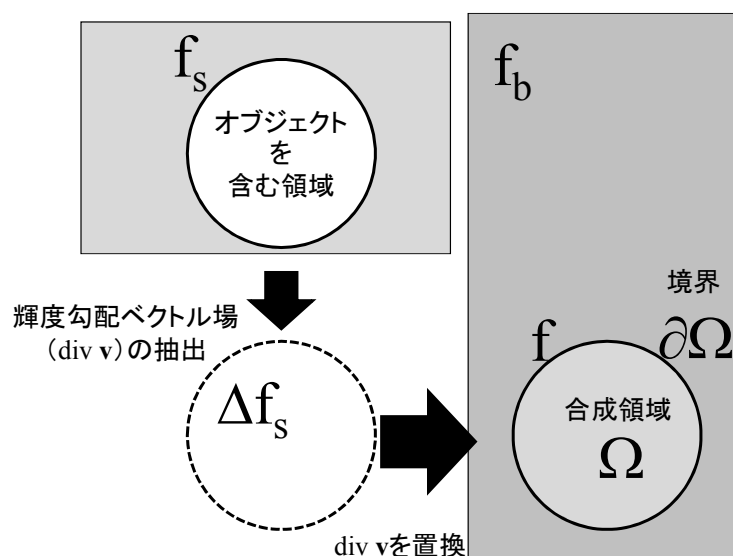 f_s
オブジェクト
を
含む領域
輝度勾配ベクトル場
（div v）の抽出
Δf_s
div vを置換
f_b
境界
∂Ω
f
合成領域
Ω